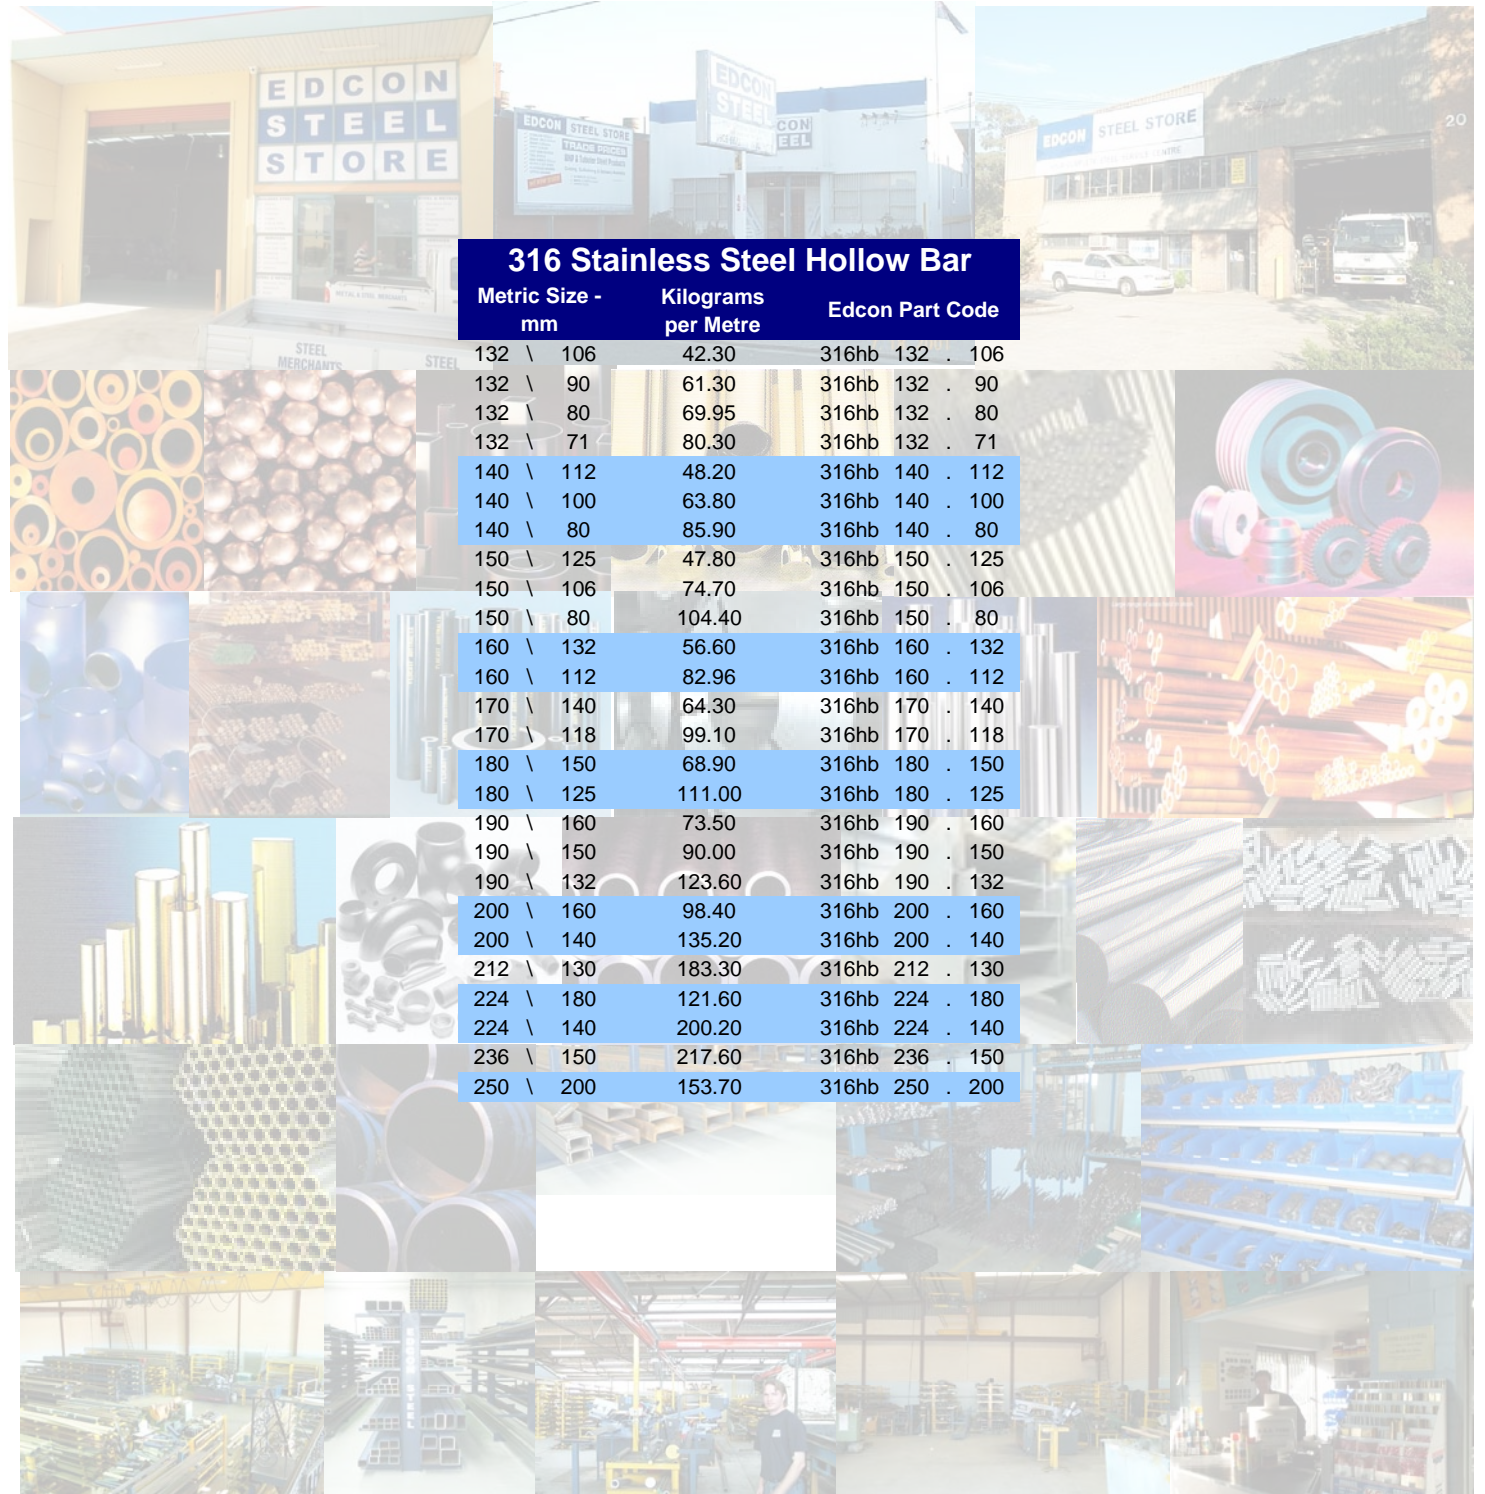 EDCON
STEEL
STORE
EDCON STEEL STORE
TRADE PRICES
EDCON
STEEL
EDCON STEEL STORE
20
STEEL
MERCHANTS
STEEL
316 Stainless Steel Hollow Bar
Metric Size - mm Kilograms per Metre Edcon Part Code
132 \ 106 42.30 316hb 132 . 106
132 \ 90 61.30 316hb 132 . 90
132 \ 80 69.95 316hb 132 . 80
132 \ 71 80.30 316hb 132 . 71
140 \ 112 48.20 316hb 140 . 112
140 \ 100 63.80 316hb 140 . 100
140 \ 80 85.90 316hb 140 . 80
150 \ 125 47.80 316hb 150 . 125
150 \ 106 74.70 316hb 150 . 106
150 \ 80 104.40 316hb 150 . 80
160 \ 132 56.60 316hb 160 . 132
160 \ 112 82.96 316hb 160 . 112
170 \ 140 64.30 316hb 170 . 140
170 \ 118 99.10 316hb 170 . 118
180 \ 150 68.90 316hb 180 . 150
180 \ 125 111.00 316hb 180 . 125
190 \ 160 73.50 316hb 190 . 160
190 \ 150 90.00 316hb 190 . 150
190 \ 132 123.60 316hb 190 . 132
200 \ 160 98.40 316hb 200 . 160
200 \ 140 135.20 316hb 200 . 140
212 \ 130 183.30 316hb 212 . 130
224 \ 180 121.60 316hb 224 . 180
224 \ 140 200.20 316hb 224 . 140
236 \ 150 217.60 316hb 236 . 150
250 \ 200 153.70 316hb 250 . 200
EDCON STEEL